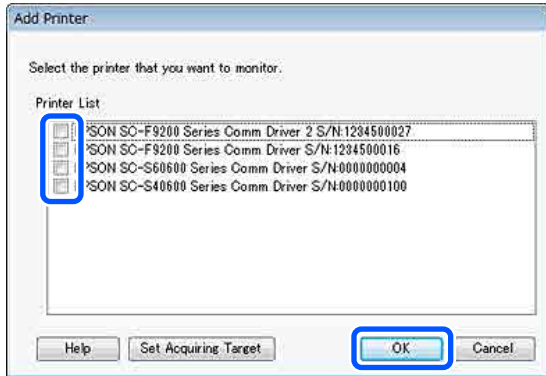 Add Printer
Select the printer that you want to monitor.
Printer List
PSON SC-F9200 Series Comm Driver 2 S/N:1234500027
PSON SC-F9200 Series Comm Driver S/N:1234500016
PSON SC-S60600 Series Comm Driver S/N:0000000004
PSON SC-S40600 Series Comm Driver S/N:0000000100
Help Set Acquiring Target OK Cancel